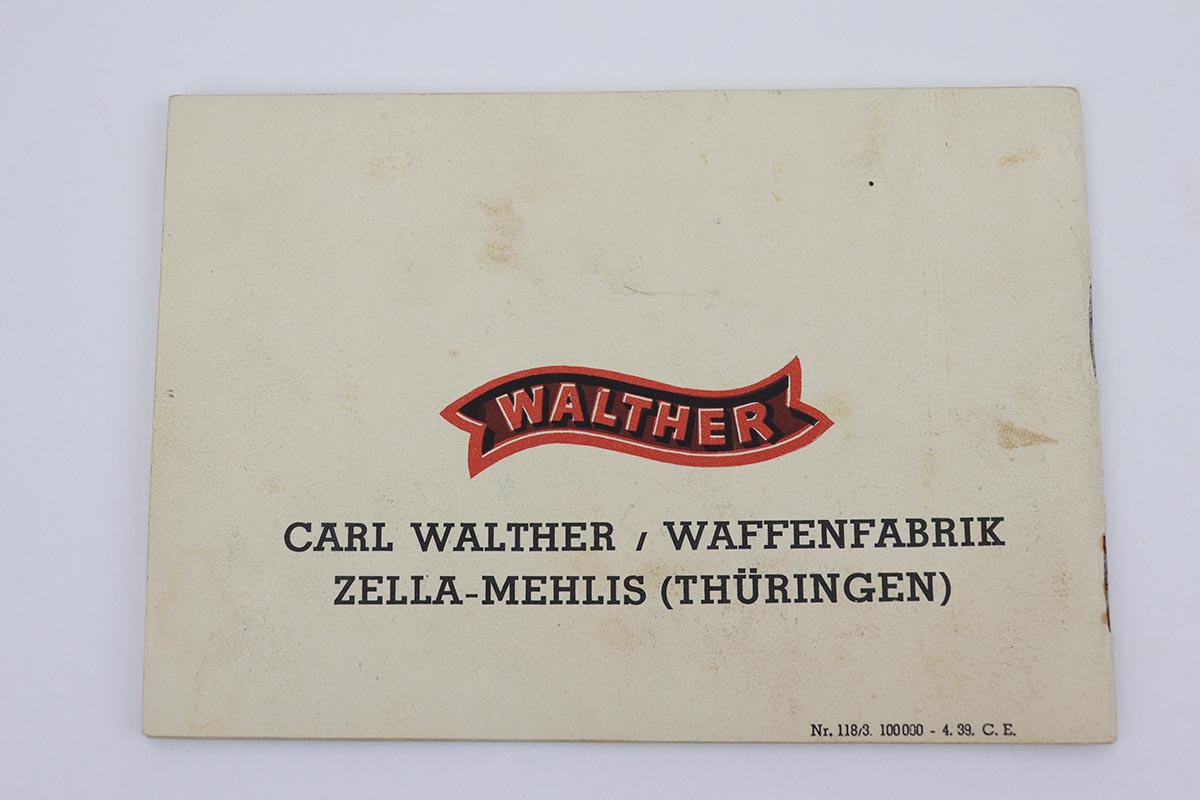 WALTHER
CARL WALTHER / WAFFENFABRIK
ZELLA-MEHLIS (THÜRINGEN)
Nr. 118/3. 100000 - 4. 39. C. E.